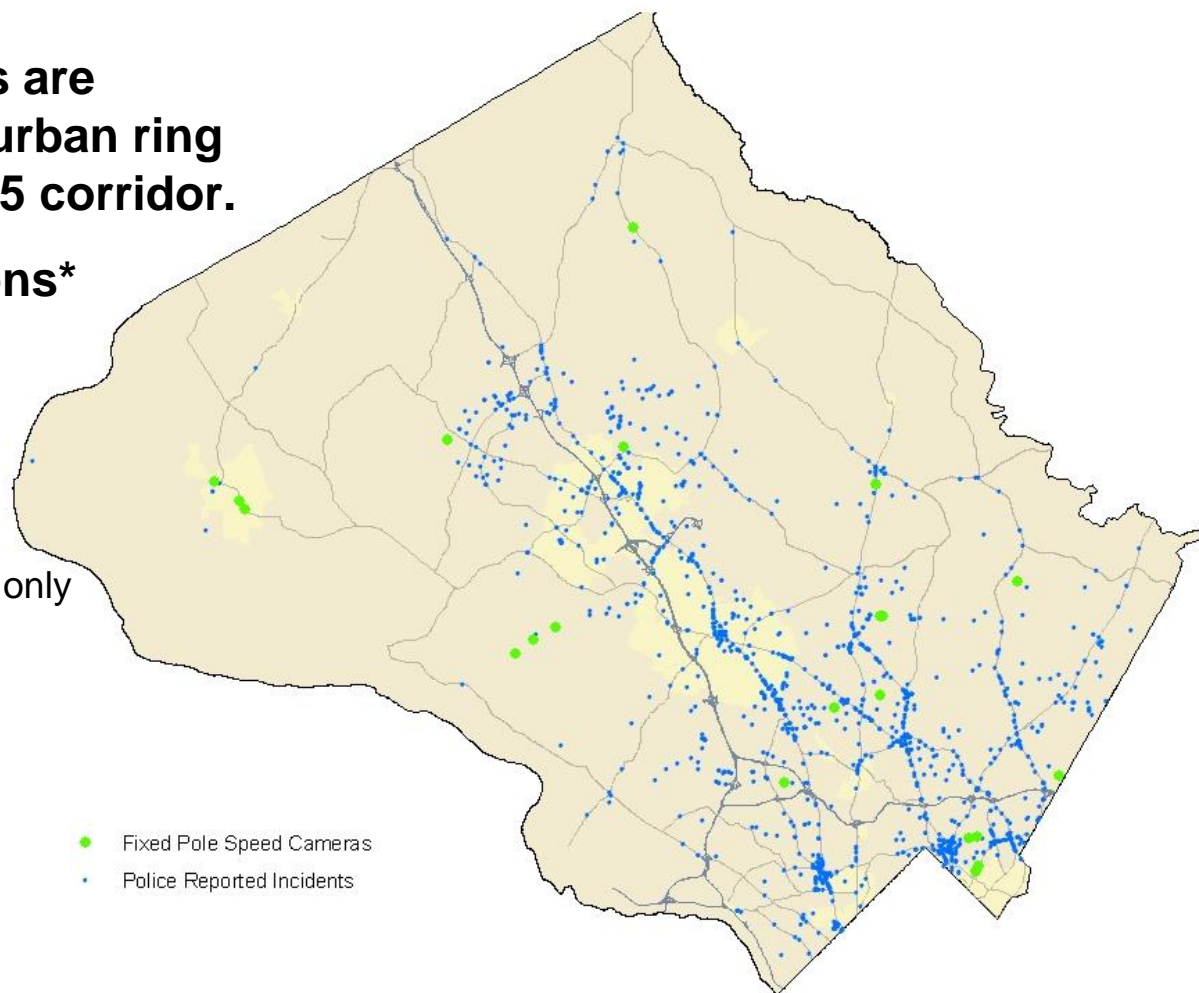 s are
urban ring
5 corridor.
ns*
only
Fixed Pole Speed Cameras
Police Reported Incidents